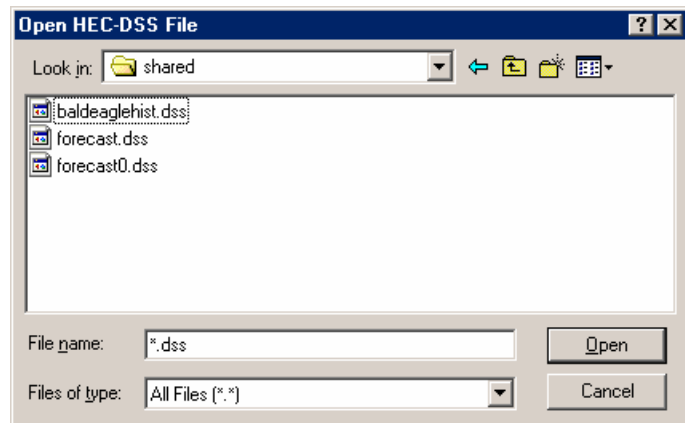 Open HEC-DSS File
Look in: shared
baldeaglehist.dss
forecast.dss
forecast0.dss
File name: *.dss Open
Files of type: All Files (*.*) Cancel